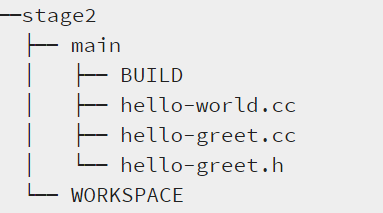 ──stage2
├── main
│   ├── BUILD
│   ├── hello-world.cc
│   ├── hello-greet.cc
│   └── hello-greet.h
└── WORKSPACE